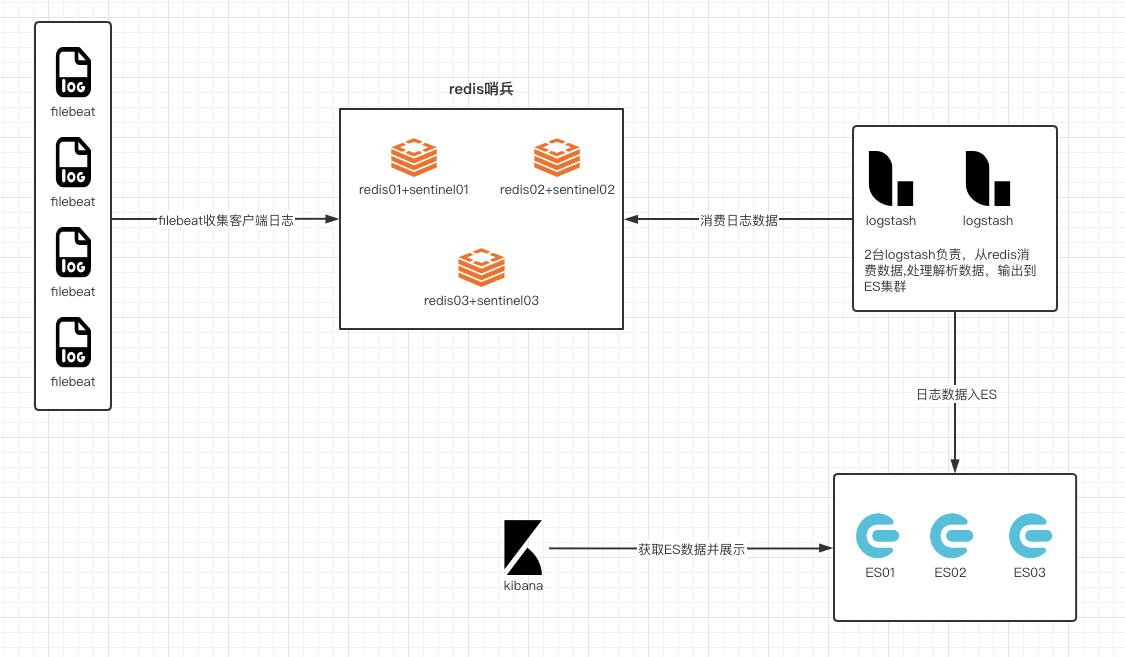 LOG
filebeat
LOG
filebeat
LOG
filebeat
LOG
filebeat
filebeat收集客户端日志
redis哨兵
redis01+sentinel01
redis02+sentinel02
redis03+sentinel03
消费日志数据
logstash
logstash
2台logstash负责，从redis消
费数据,处理解析数据，输出到
ES集群
日志数据入ES
kibana
获取ES数据并展示
ES01
ES02
ES03